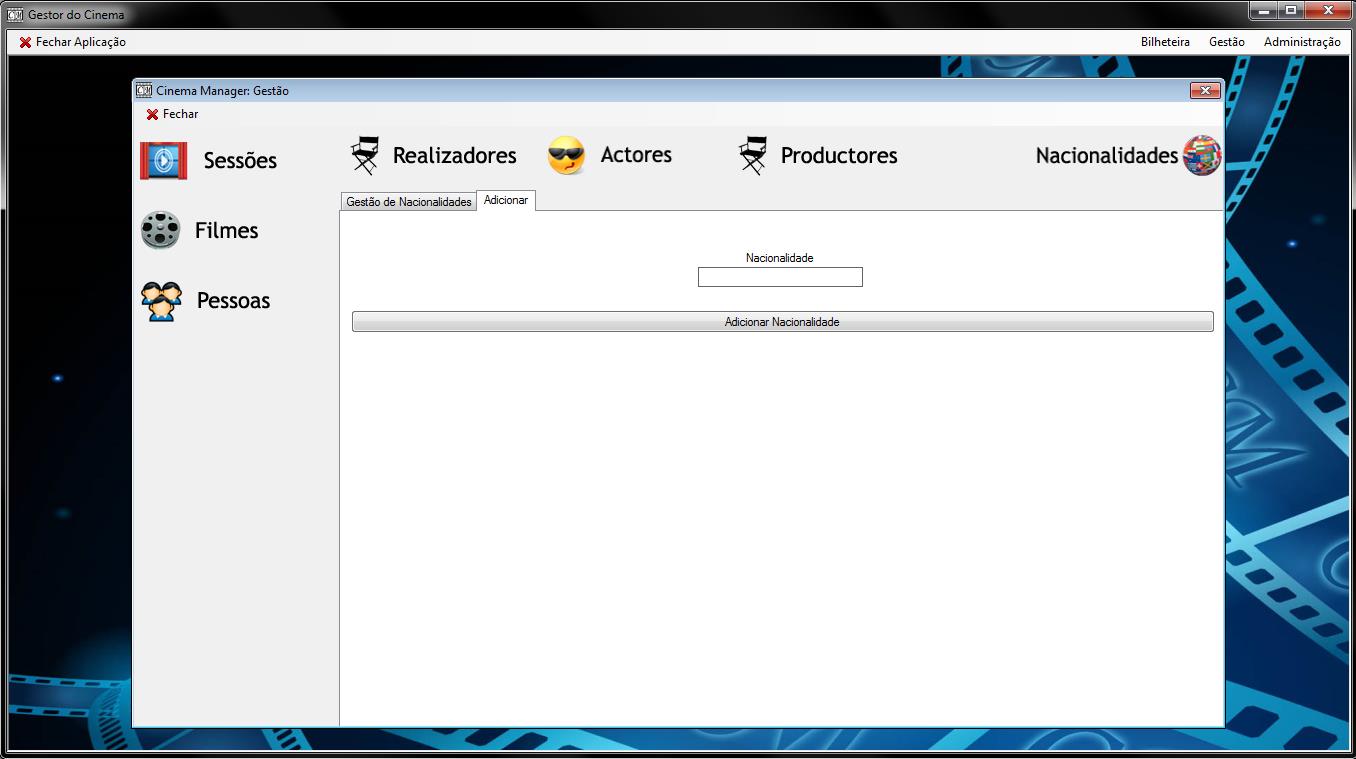 Gestor do Cinema
Fechar Aplicação
Bilheteira Gestão Administração
Cinema Manager: Gestão
Fechar
Sessões
Filmes
Pessoas
Realizadores Actores Productores Nacionalidades
Gestão de Nacionalidades Adicionar
Nacionalidade
Adicionar Nacionalidade